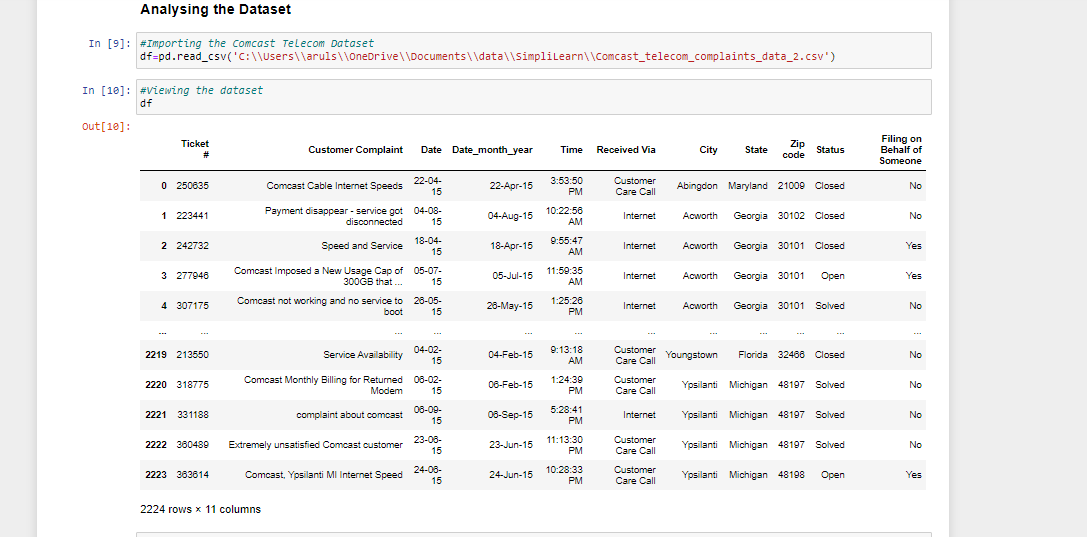 Analysing the Dataset
In [9]: #Importing the Comcast Telecom Dataset
df=pd.read_csv('C:\\Users\\aruls\\OneDrive\\Documents\\data\\SimpliLearn\\Comcast_telecom_complaints_data_2.csv')
In [10]: #Viewing the dataset
df
Out[10]:
Ticket # Customer Complaint Date Date_month_year Time Received Via City State Zip code Status Filing on Behalf of Someone
0 250635 Comcast Cable Internet Speeds 22-04-15 22-Apr-15 3:53:50 PM Customer Care Call Abingdon Maryland 21009 Closed No
1 223441 Payment disappear - service got disconnected 04-08-15 04-Aug-15 10:22:56 AM Internet Acworth Georgia 30102 Closed No
2 242732 Speed and Service 18-04-15 18-Apr-15 9:55:47 AM Internet Acworth Georgia 30101 Closed Yes
3 277946 Comcast Imposed a New Usage Cap of 300GB that ... 05-07-15 05-Jul-15 11:59:35 AM Internet Acworth Georgia 30101 Open Yes
4 307175 Comcast not working and no service to boot 26-05-15 26-May-15 1:25:26 PM Internet Acworth Georgia 30101 Solved No
... ... ... ... ... ... ... ... ... ... ... ...
2219 213550 Service Availability 04-02-15 04-Feb-15 9:13:18 AM Customer Care Call Youngstown Florida 32466 Closed No
2220 318775 Comcast Monthly Billing for Returned Modem 06-02-15 06-Feb-15 1:24:39 PM Customer Care Call Ypsilanti Michigan 48197 Solved No
2221 331188 complaint about comcast 06-09-15 06-Sep-15 5:28:41 PM Internet Ypsilanti Michigan 48197 Solved No
2222 360489 Extremely unsatisfied Comcast customer 23-06-15 23-Jun-15 11:13:30 PM Customer Care Call Ypsilanti Michigan 48197 Solved No
2223 363614 Comcast, Ypsilanti MI Internet Speed 24-06-15 24-Jun-15 10:28:33 PM Customer Care Call Ypsilanti Michigan 48198 Open Yes
2224 rows × 11 columns